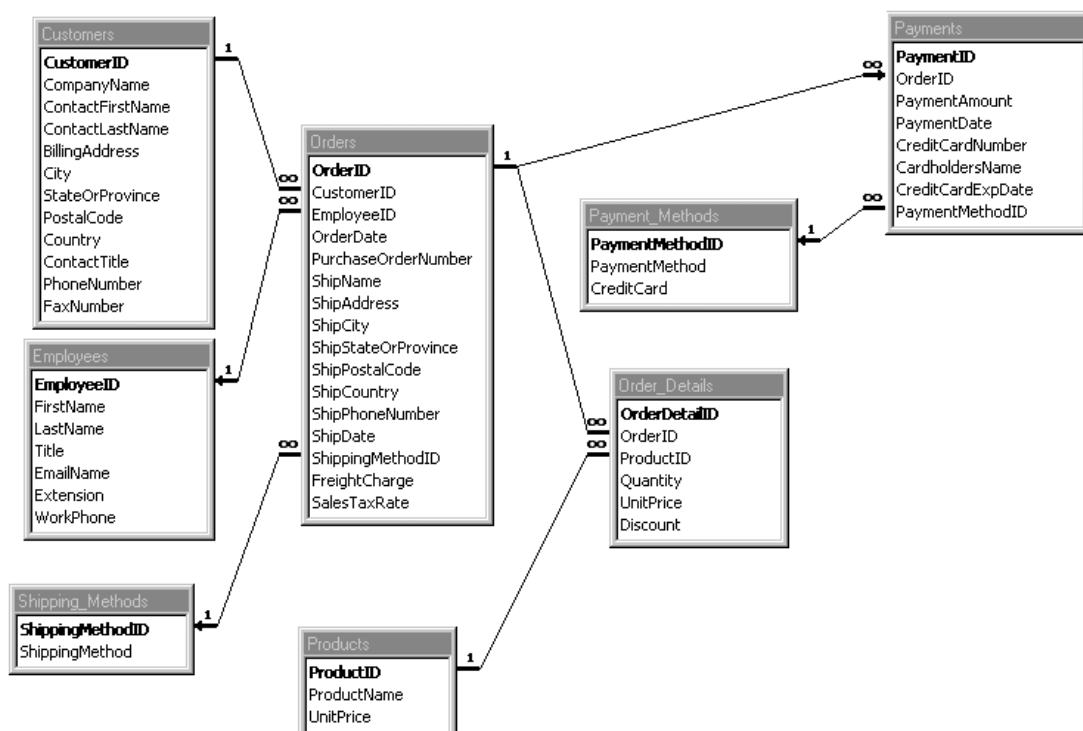 Customers
CustomerID
CompanyName
ContactFirstName
ContactLastName
BillingAddress
City
StateOrProvince
PostalCode
Country
ContactTitle
PhoneNumber
FaxNumber
1
∞
Employees
EmployeeID
FirstName
LastName
Title
EmailName
Extension
WorkPhone
1
∞
Shipping_Methods
ShippingMethodID
ShippingMethod
1
∞
Orders
OrderID
CustomerID
EmployeeID
OrderDate
PurchaseOrderNumber
ShipName
ShipAddress
ShipCity
ShipStateOrProvince
ShipPostalCode
ShipCountry
ShipPhoneNumber
ShipDate
ShippingMethodID
FreightCharge
SalesTaxRate
1
Products
ProductID
ProductName
UnitPrice
1
Payment_Methods
PaymentMethodID
PaymentMethod
CreditCard
1
∞
Order_Details
OrderDetailID
OrderID
ProductID
Quantity
UnitPrice
Discount
∞
∞
Payments
PaymentID
OrderID
PaymentAmount
PaymentDate
CreditCardNumber
CardholdersName
CreditCardExpDate
PaymentMethodID
∞